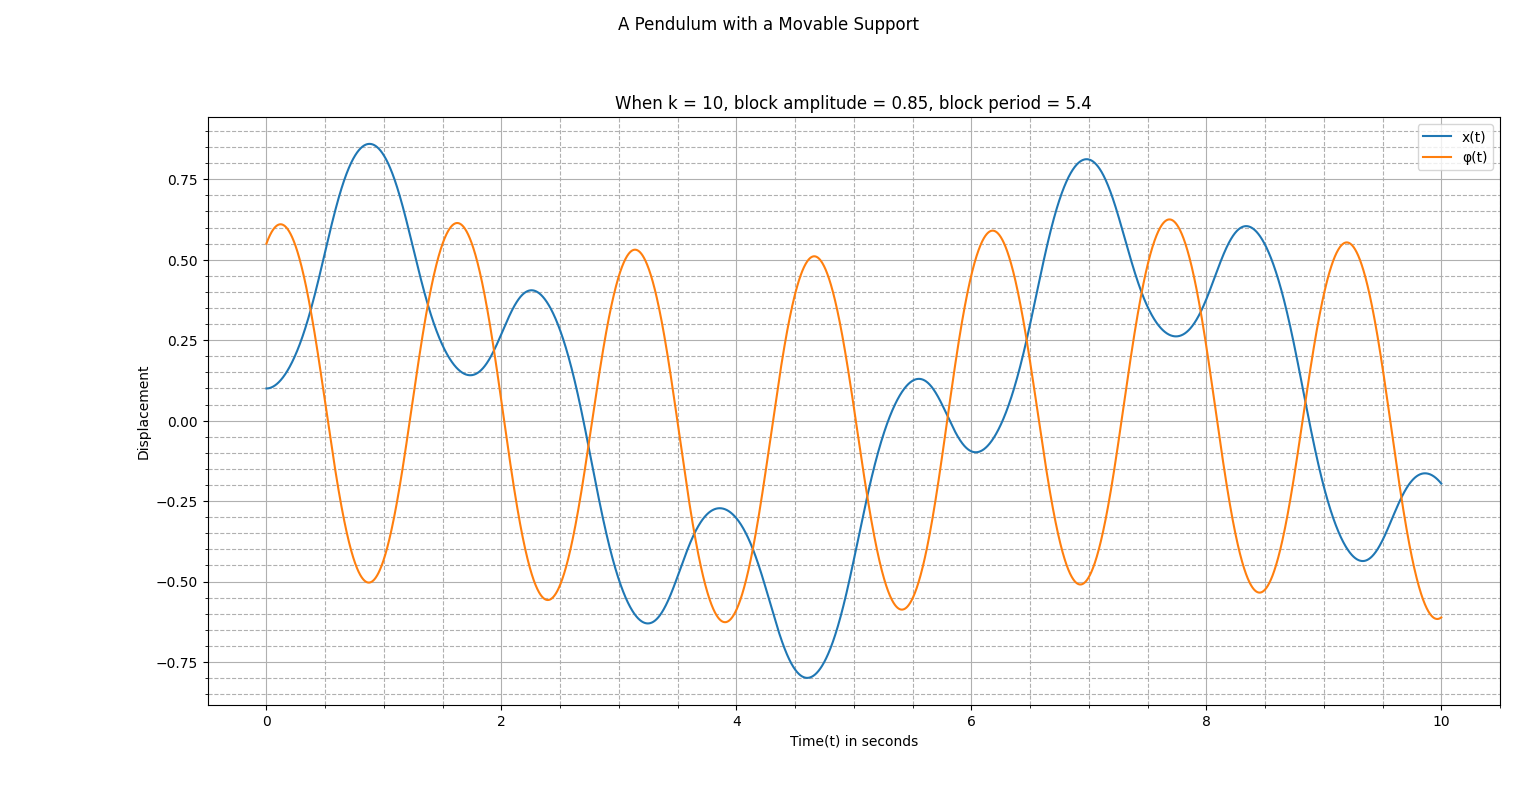 A Pendulum with a Movable Support
When k = 10, block amplitude = 0.85, block period = 5.4
x(t)
φ(t)
0.75
0.50
0.25
0.00
−0.25
−0.50
−0.75
Displacement
0 2 4 6 8 10
Time(t) in seconds